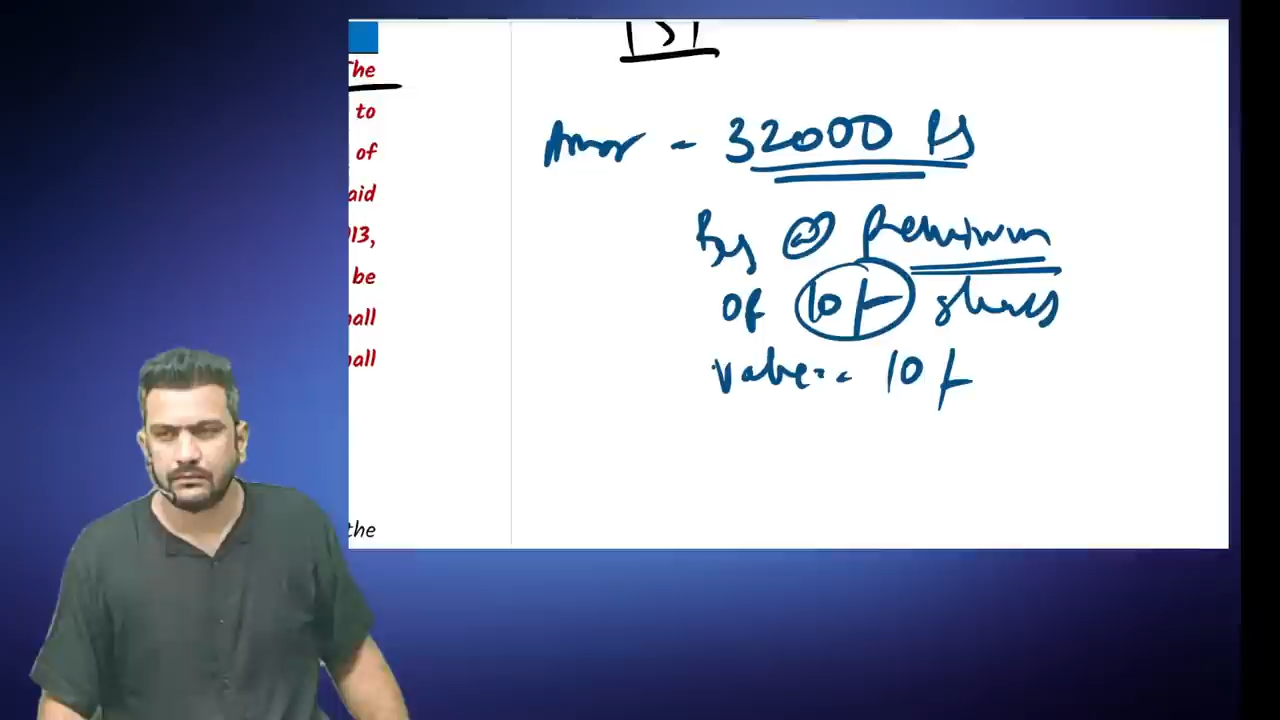 The
to
of
aid
13,
be
hall
hall
the
151
Amor - 32000 Rs
By @ Premium
of 10/- shares
value = 10/-